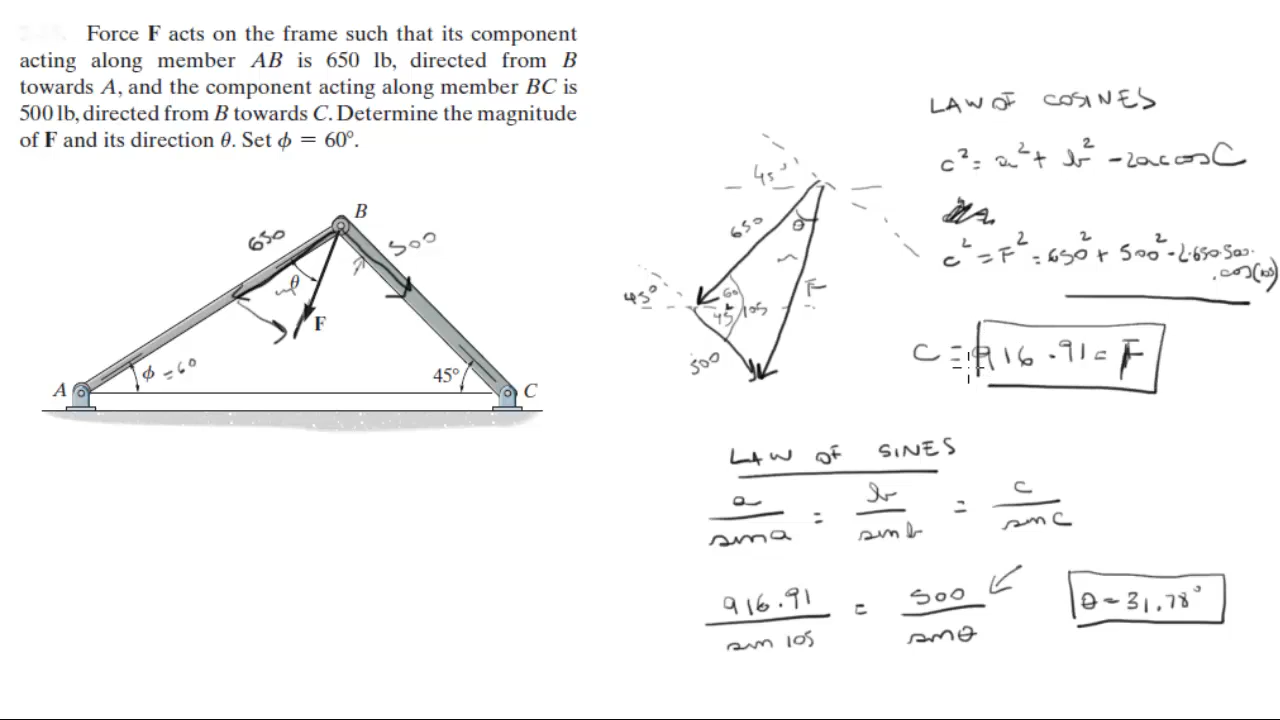 Force F acts on the frame such that its component
acting along member AB is 650 lb, directed from B
towards A, and the component acting along member BC is
500 lb, directed from B towards C. Determine the magnitude
of F and its direction θ. Set ϕ = 60°.
B
650
500
θ
F
A
ϕ = 60
45°
C
45°
650
θ
F
45°
60
45
105
500
LAW OF COSINES
c² = a² + b² - 2ac cos C
c² = F² = 650² + 500² - 2.650.500.
.cos(105)
C = 916.91 = F
LAW OF SINES
a/sin a = b/sin b = c/sin C
916.91/sin 105 = 500/sin θ
θ = 31.78°